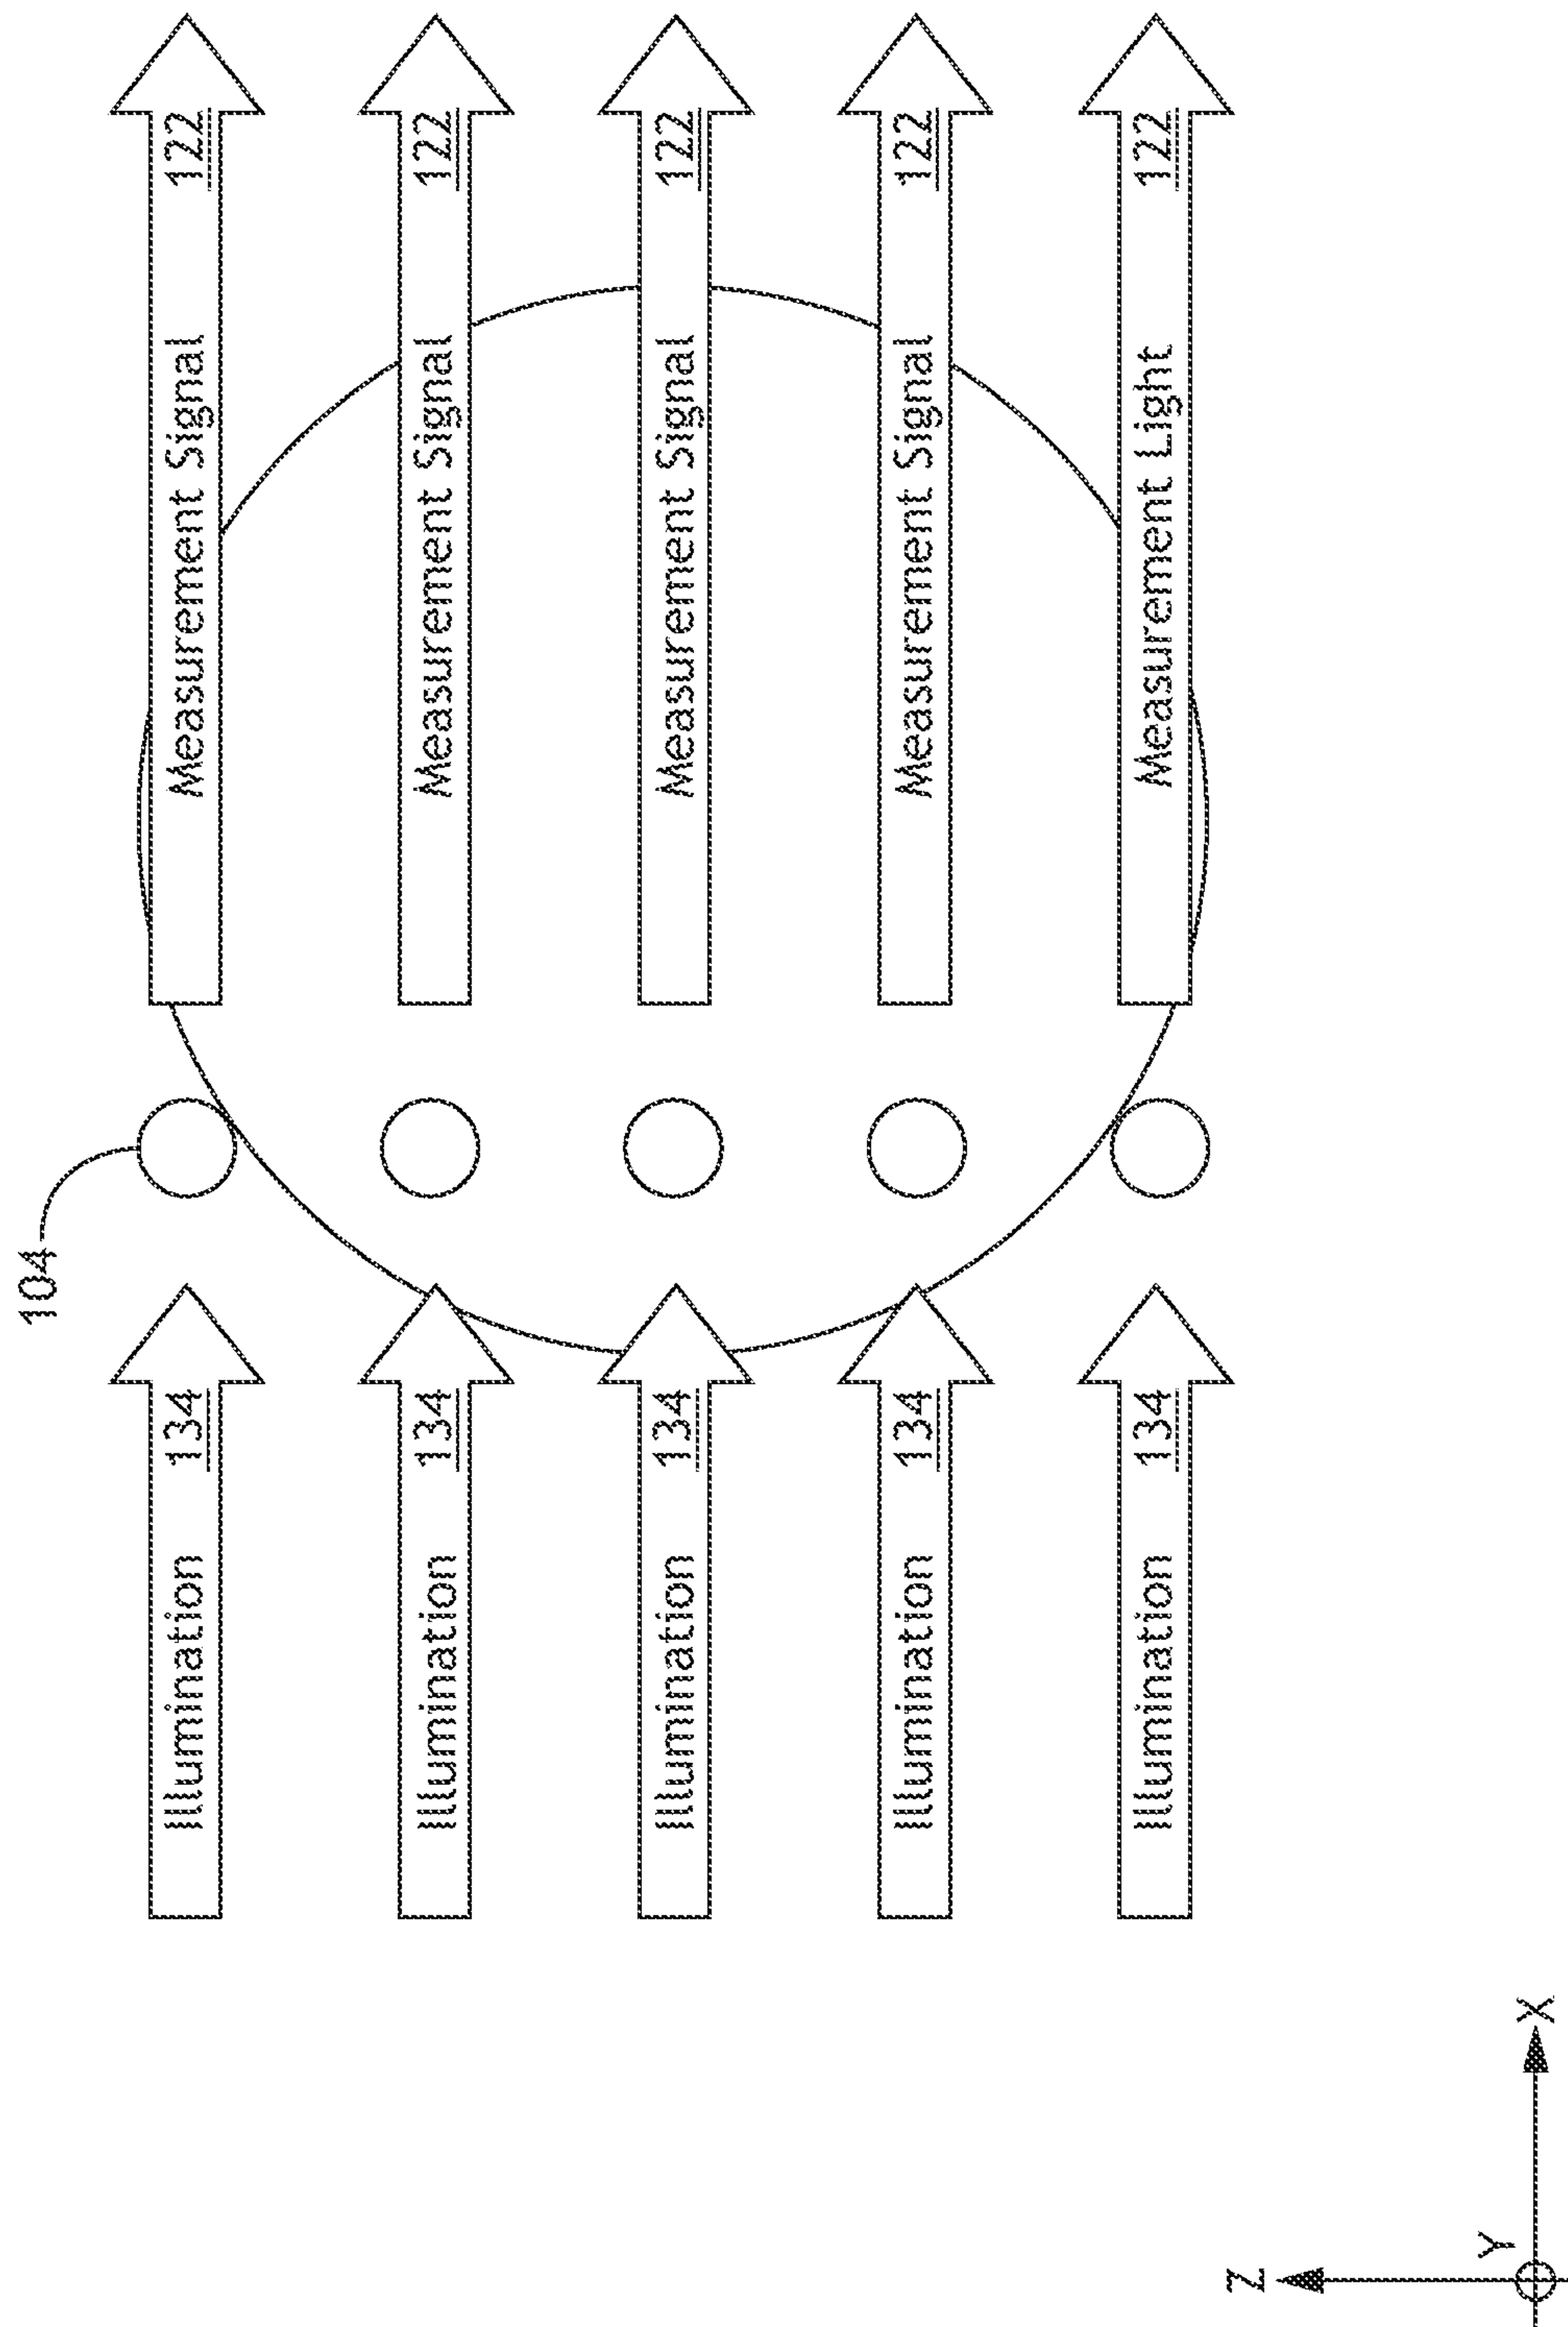 104
Illumination 134
Measurement Signal 122
Illumination 134
Measurement Signal 122
Illumination 134
Measurement Signal 122
Illumination 134
Measurement Signal 122
Illumination 134
Measurement Light 122
Z
Y
X